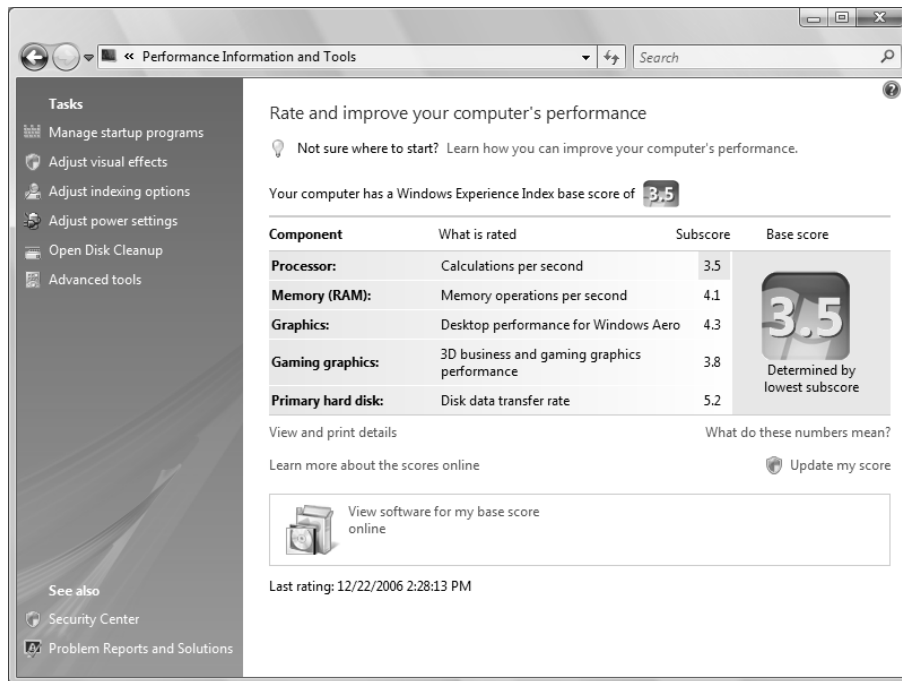 « Performance Information and Tools
Search
Tasks
Manage startup programs
Adjust visual effects
Adjust indexing options
Adjust power settings
Open Disk Cleanup
Advanced tools
See also
Security Center
Problem Reports and Solutions
Rate and improve your computer's performance
Not sure where to start? Learn how you can improve your computer's performance.
Your computer has a Windows Experience Index base score of 3,5
Component What is rated Subscore Base score
Processor: Calculations per second 3.5
Memory (RAM): Memory operations per second 4.1
Graphics: Desktop performance for Windows Aero 4.3
Gaming graphics: 3D business and gaming graphics
performance 3.8
Primary hard disk: Disk data transfer rate 5.2
3.5
Determined by
lowest subscore
View and print details What do these numbers mean?
Learn more about the scores online Update my score
View software for my base score
online
Last rating: 12/22/2006 2:28:13 PM